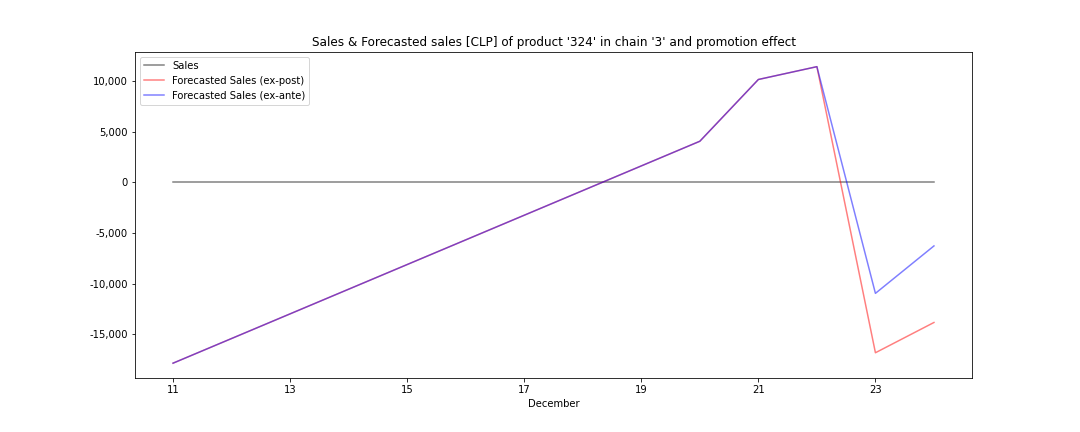 Sales & Forecasted sales [CLP] of product '324' in chain '3' and promotion effect
Sales
Forecasted Sales (ex-post)
Forecasted Sales (ex-ante)
10,000
5,000
0
-5,000
-10,000
-15,000
11 13 15 17 19 21 23
December